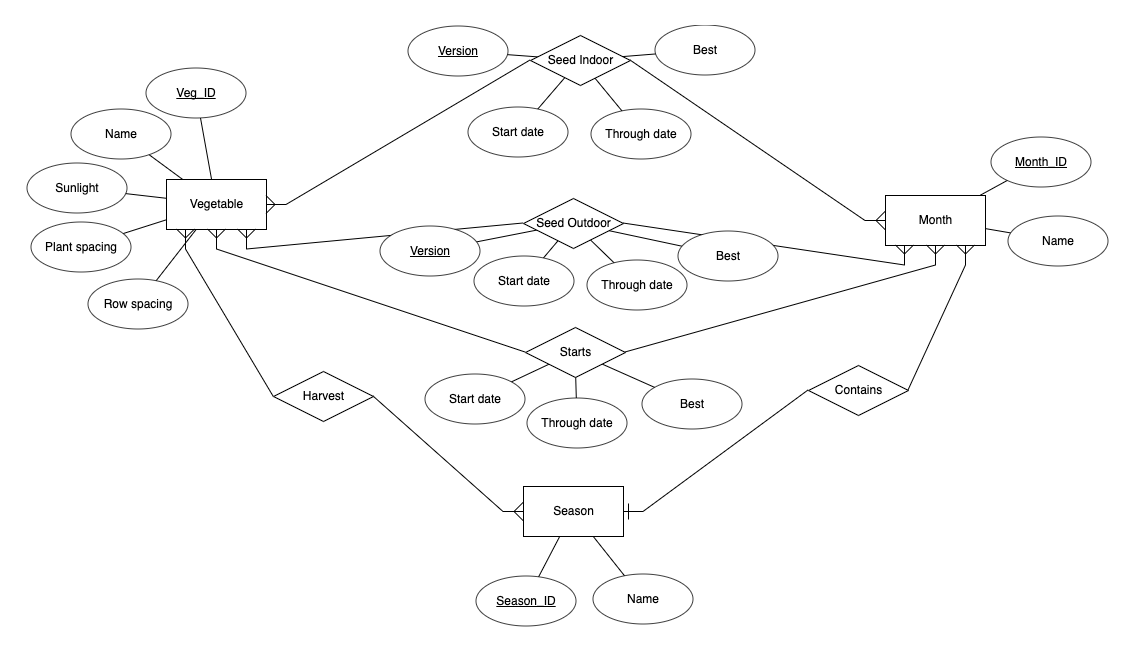 Version
Seed Indoor
Best
Veg_ID
Start date
Through date
Name
Month_ID
Sunlight
Vegetable
Month
Seed Outdoor
Name
Plant spacing
Version
Best
Start date
Through date
Row spacing
Starts
Harvest
Contains
Start date
Best
Through date
Season
Season_ID
Name